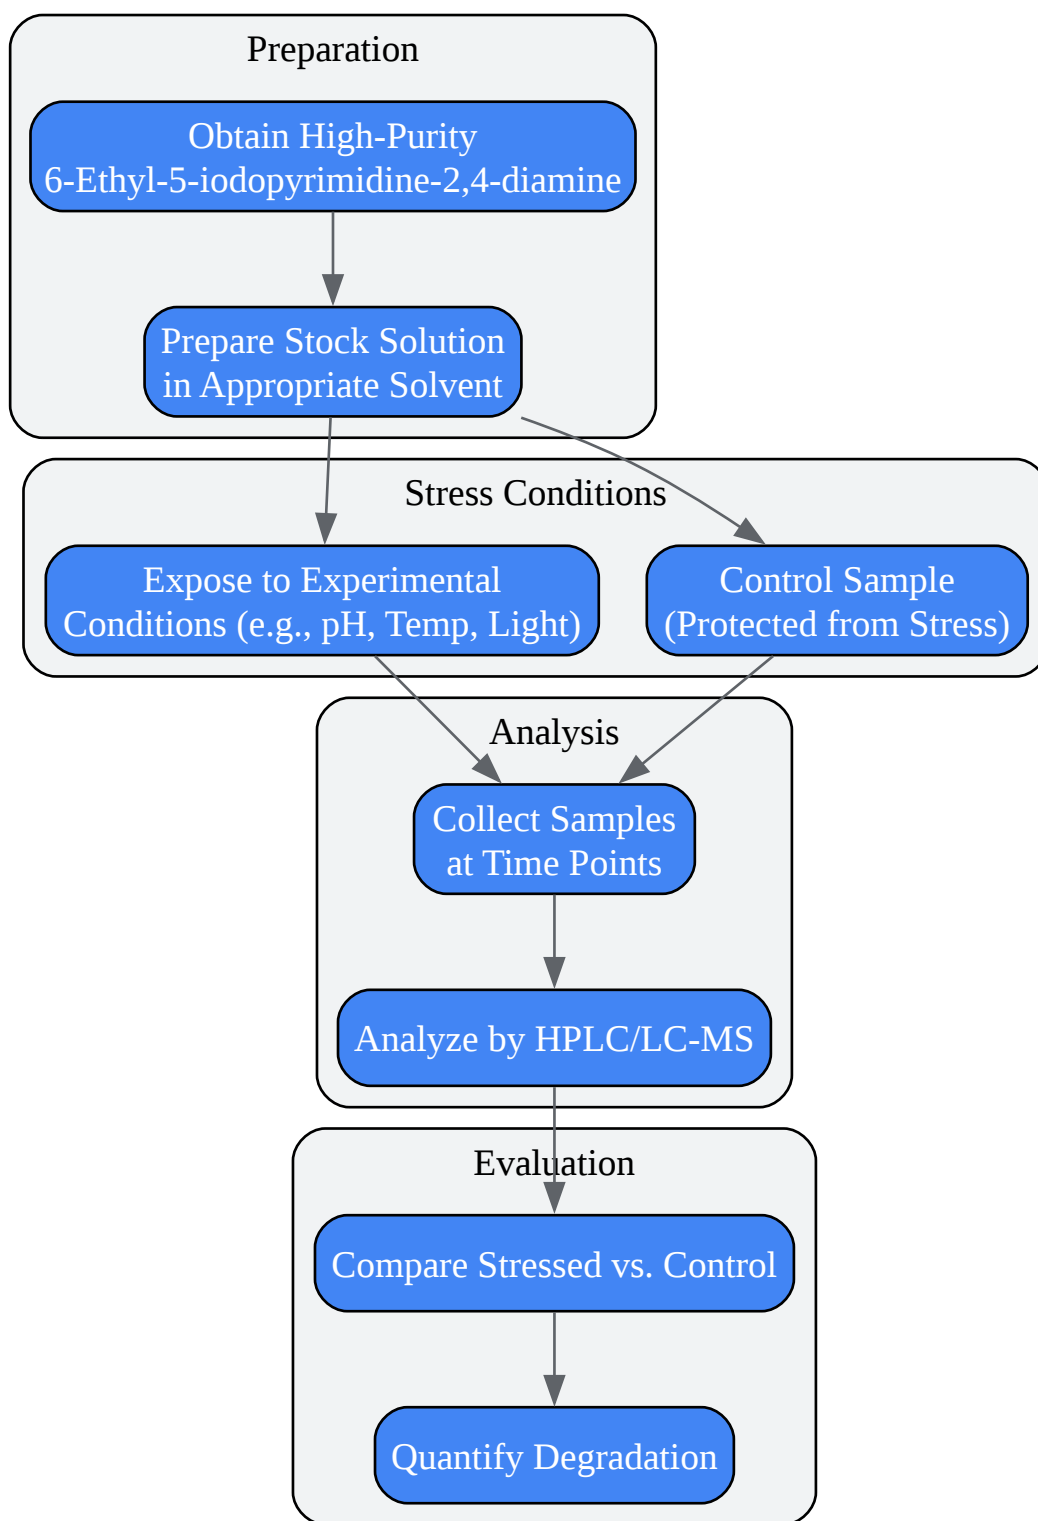 Preparation
Obtain High-Purity
6-Ethyl-5-iodopyrimidine-2,4-diamine
Prepare Stock Solution
in Appropriate Solvent
Stress Conditions
Expose to Experimental
Conditions (e.g., pH, Temp, Light)
Control Sample
(Protected from Stress)
Analysis
Collect Samples
at Time Points
Analyze by HPLC/LC-MS
Evaluation
Compare Stressed vs. Control
Quantify Degradation